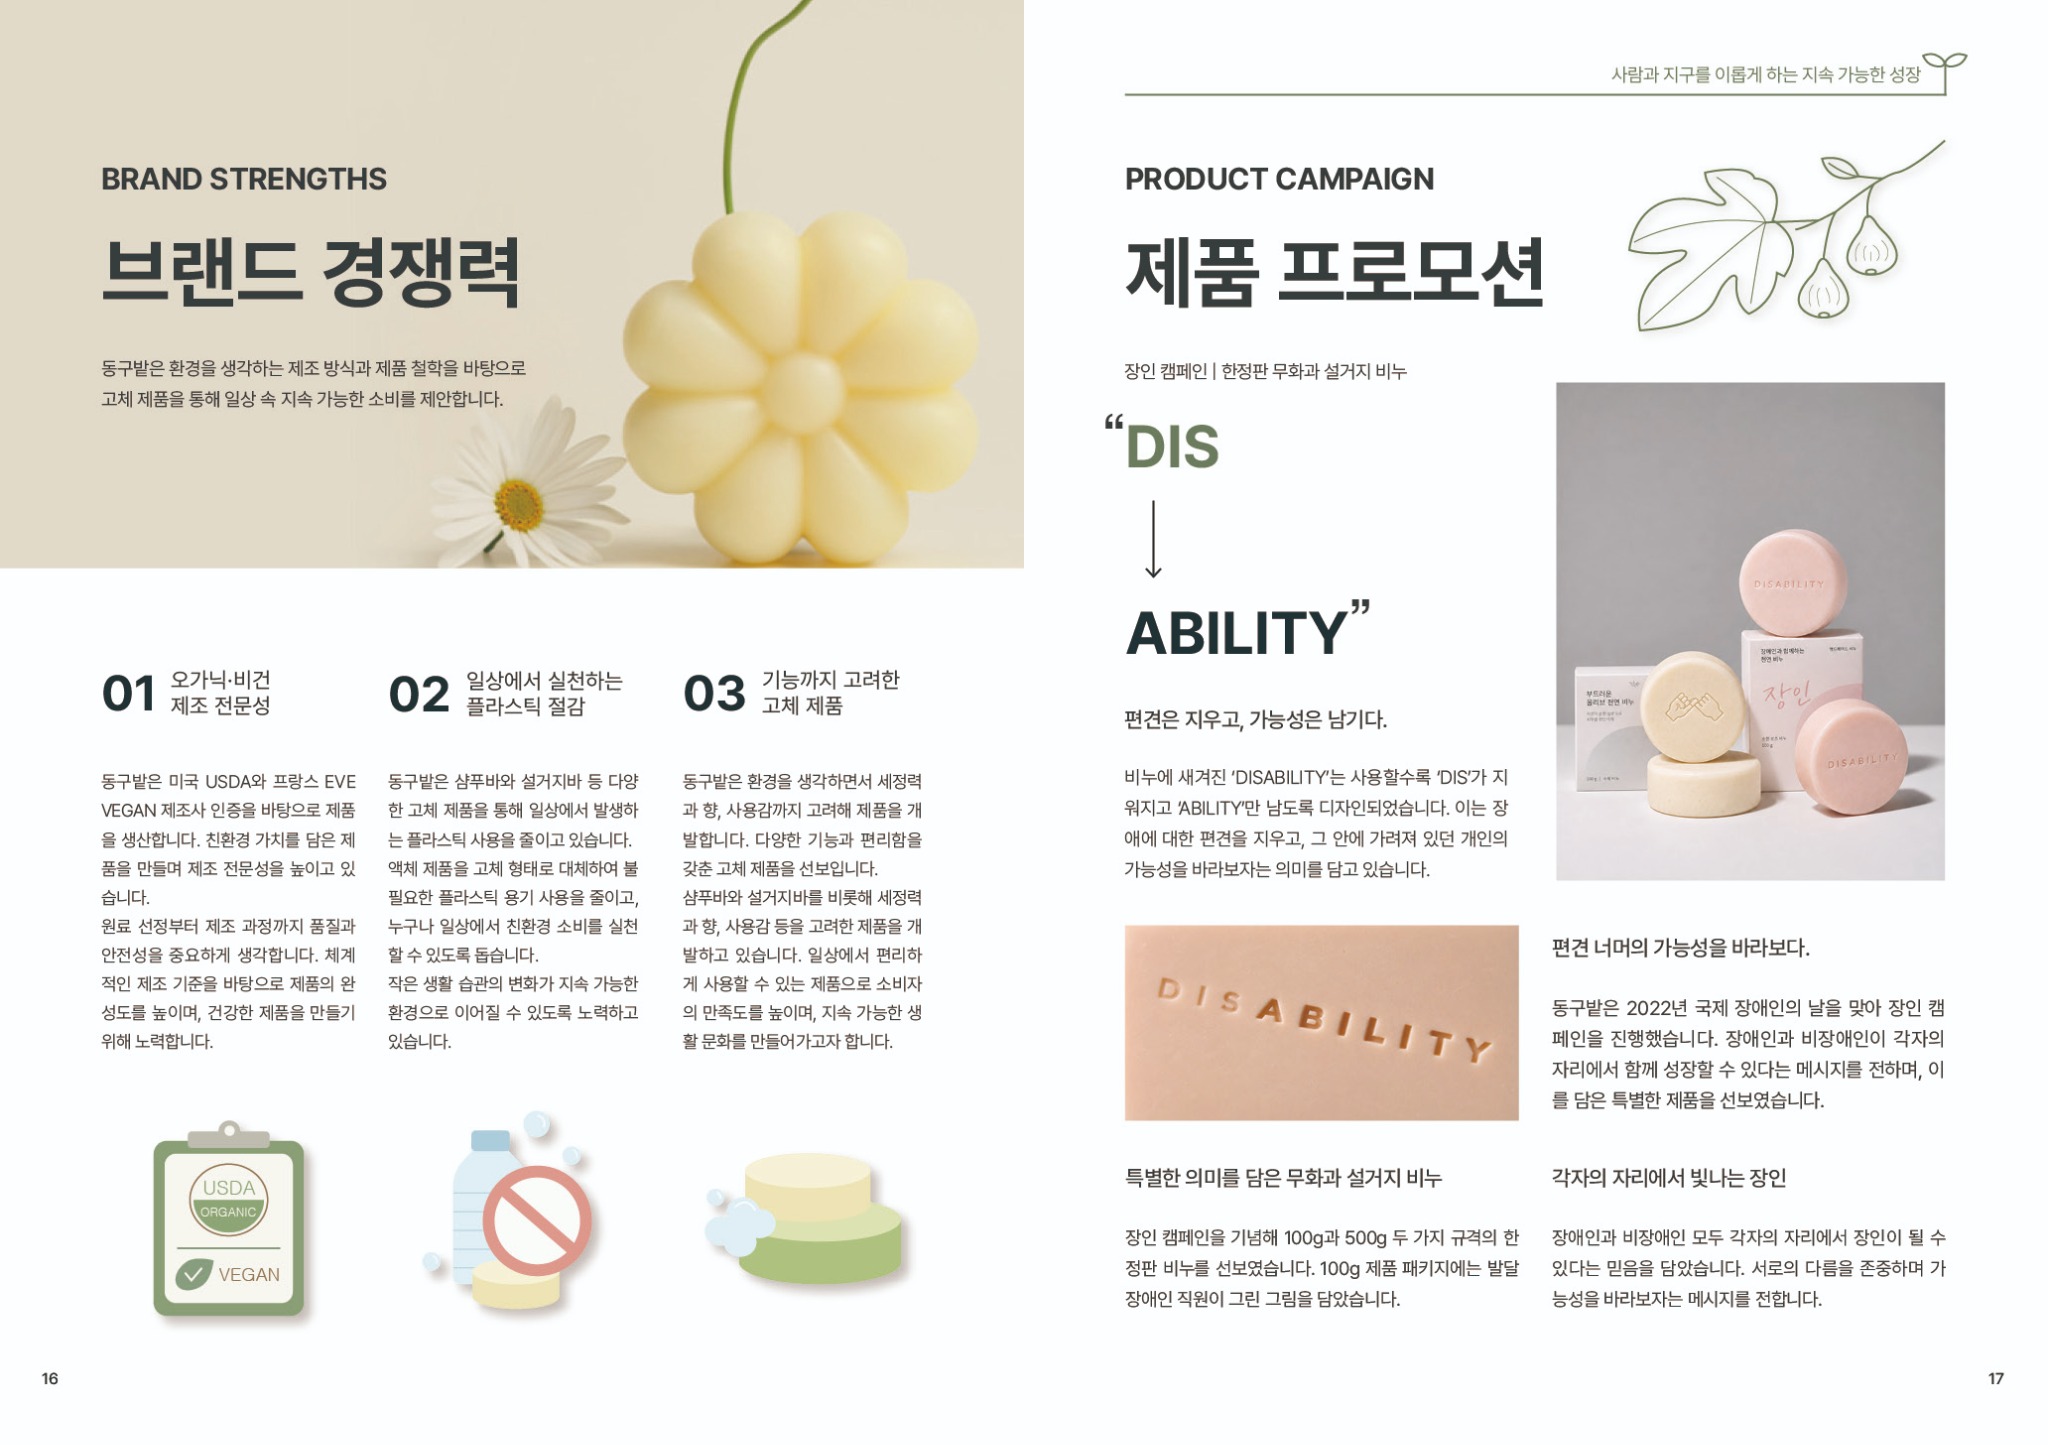 BRAND STRENGTHS
브랜드 경쟁력
동구밭은 환경을 생각하는 제조 방식과 제품 철학을 바탕으로
고체 제품을 통해 일상 속 지속 가능한 소비를 제안합니다.
01 오가닉·비건
제조 전문성
동구밭은 미국 USDA와 프랑스 EVE
VEGAN 제조사 인증을 바탕으로 제품
을 생산합니다. 친환경 가치를 담은 제
품을 만들며 제조 전문성을 높이고 있
습니다.
원료 선정부터 제조 과정까지 품질과
안전성을 중요하게 생각합니다. 체계
적인 제조 기준을 바탕으로 제품의 완
성도를 높이며, 건강한 제품을 만들기
위해 노력합니다.
USDA
ORGANIC
VEGAN
02 일상에서 실천하는
플라스틱 절감
동구밭은 샴푸바와 설거지바 등 다양
한 고체 제품을 통해 일상에서 발생하
는 플라스틱 사용을 줄이고 있습니다.
액체 제품을 고체 형태로 대체하여 불
필요한 플라스틱 용기 사용을 줄이고,
누구나 일상에서 친환경 소비를 실천
할 수 있도록 돕습니다.
작은 생활 습관의 변화가 지속 가능한
환경으로 이어질 수 있도록 노력하고
있습니다.
03 기능까지 고려한
고체 제품
동구밭은 환경을 생각하면서 세정력
과 향, 사용감까지 고려해 제품을 개
발합니다. 다양한 기능과 편리함을
갖춘 고체 제품을 선보입니다.
샴푸바와 설거지바를 비롯해 세정력
과 향, 사용감 등을 고려한 제품을 개
발하고 있습니다. 일상에서 편리하
게 사용할 수 있는 제품으로 소비자
의 만족도를 높이며, 지속 가능한 생
활 문화를 만들어가고자 합니다.
16
사람과 지구를 이롭게 하는 지속 가능한 성장
PRODUCT CAMPAIGN
제품 프로모션
장인 캠페인 | 한정판 무화과 설거지 비누
“DIS
ABILITY”
편견은 지우고, 가능성은 남기다.
비누에 새겨진 ‘DISABILITY’는 사용할수록 ‘DIS’가 지
워지고 ‘ABILITY’만 남도록 디자인되었습니다. 이는 장
애에 대한 편견을 지우고, 그 안에 가려져 있던 개인의
가능성을 바라보자는 의미를 담고 있습니다.
DISABILITY
장애인과 함께하는
천연 비누
장인
부드러운
올리브 천연 비누
DISABILITY
DISABILITY
편견 너머의 가능성을 바라보다.
동구밭은 2022년 국제 장애인의 날을 맞아 장인 캠
페인을 진행했습니다. 장애인과 비장애인이 각자의
자리에서 함께 성장할 수 있다는 메시지를 전하며, 이
를 담은 특별한 제품을 선보였습니다.
특별한 의미를 담은 무화과 설거지 비누
장인 캠페인을 기념해 100g과 500g 두 가지 규격의 한
정판 비누를 선보였습니다. 100g 제품 패키지에는 발달
장애인 직원이 그린 그림을 담았습니다.
각자의 자리에서 빛나는 장인
장애인과 비장애인 모두 각자의 자리에서 장인이 될 수
있다는 믿음을 담았습니다. 서로의 다름을 존중하며 가
능성을 바라보자는 메시지를 전합니다.
17